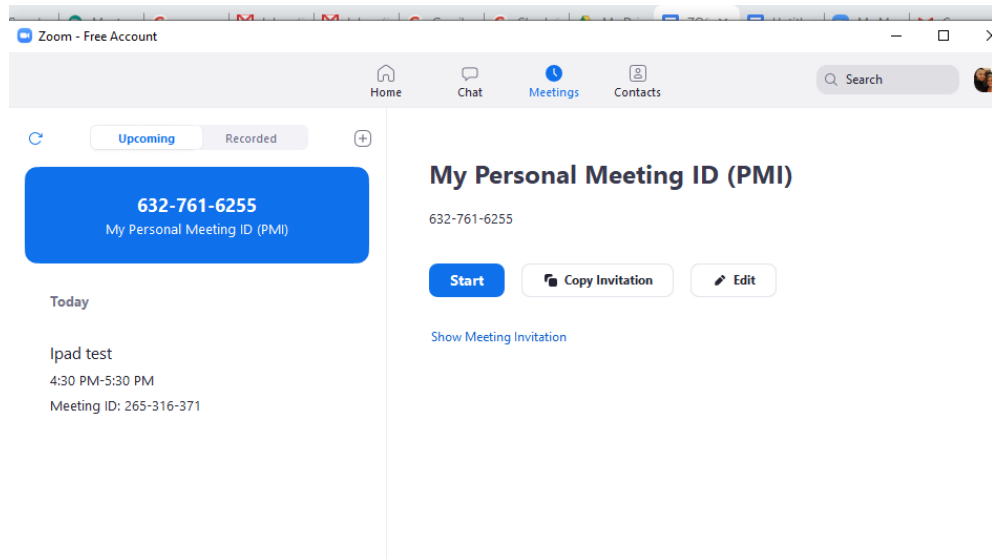 Zoom - Free Account
Home
Chat
Meetings
Contacts
Search
Upcoming
Recorded
632-761-6255
My Personal Meeting ID (PMI)
Today
Ipad test
4:30 PM-5:30 PM
Meeting ID: 265-316-371
My Personal Meeting ID (PMI)
632-761-6255
Start
Copy Invitation
Edit
Show Meeting Invitation